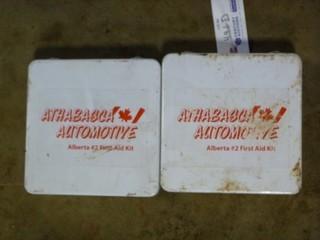 ATHABASCA
AUTOMOTIVE
Alberta #2 First Aid Kit
ATHABASCA
AUTOMOTIVE
Alberta #2 First Aid Kit